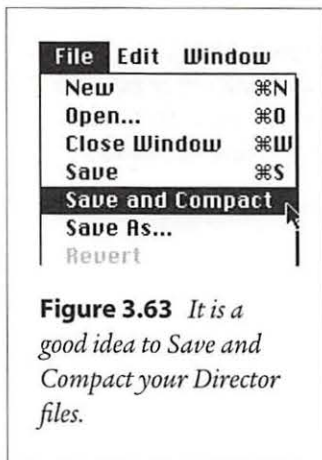 File Edit Window
New ⌘N
Open... ⌘O
Close Window ⌘W
Save ⌘S
Save and Compact
Save As...
Revert
Figure 3.63 It is a
good idea to Save and
Compact your Director
files.